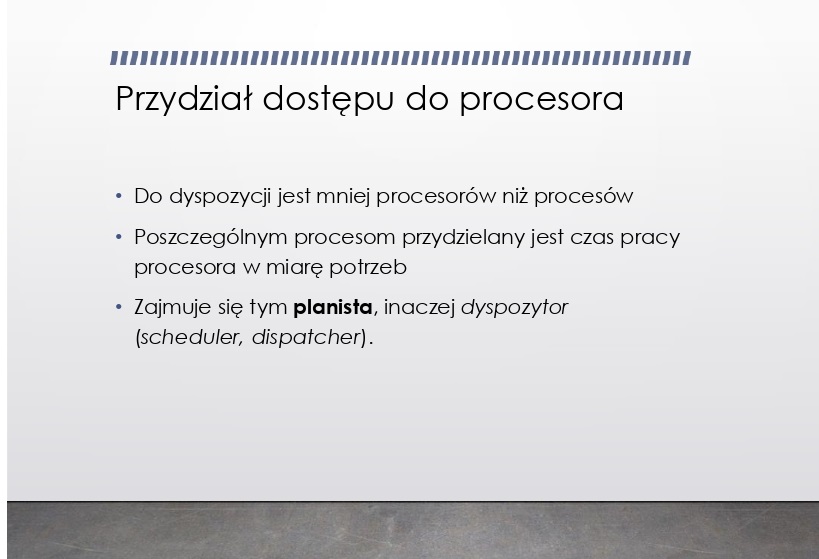 Przydział dostępu do procesora
• Do dyspozycji jest mniej procesorów niż procesów
• Poszczególnym procesom przydzielany jest czas pracy
procesora w miarę potrzeb
• Zajmuje się tym planista, inaczej dyspozytor
(scheduler, dispatcher).